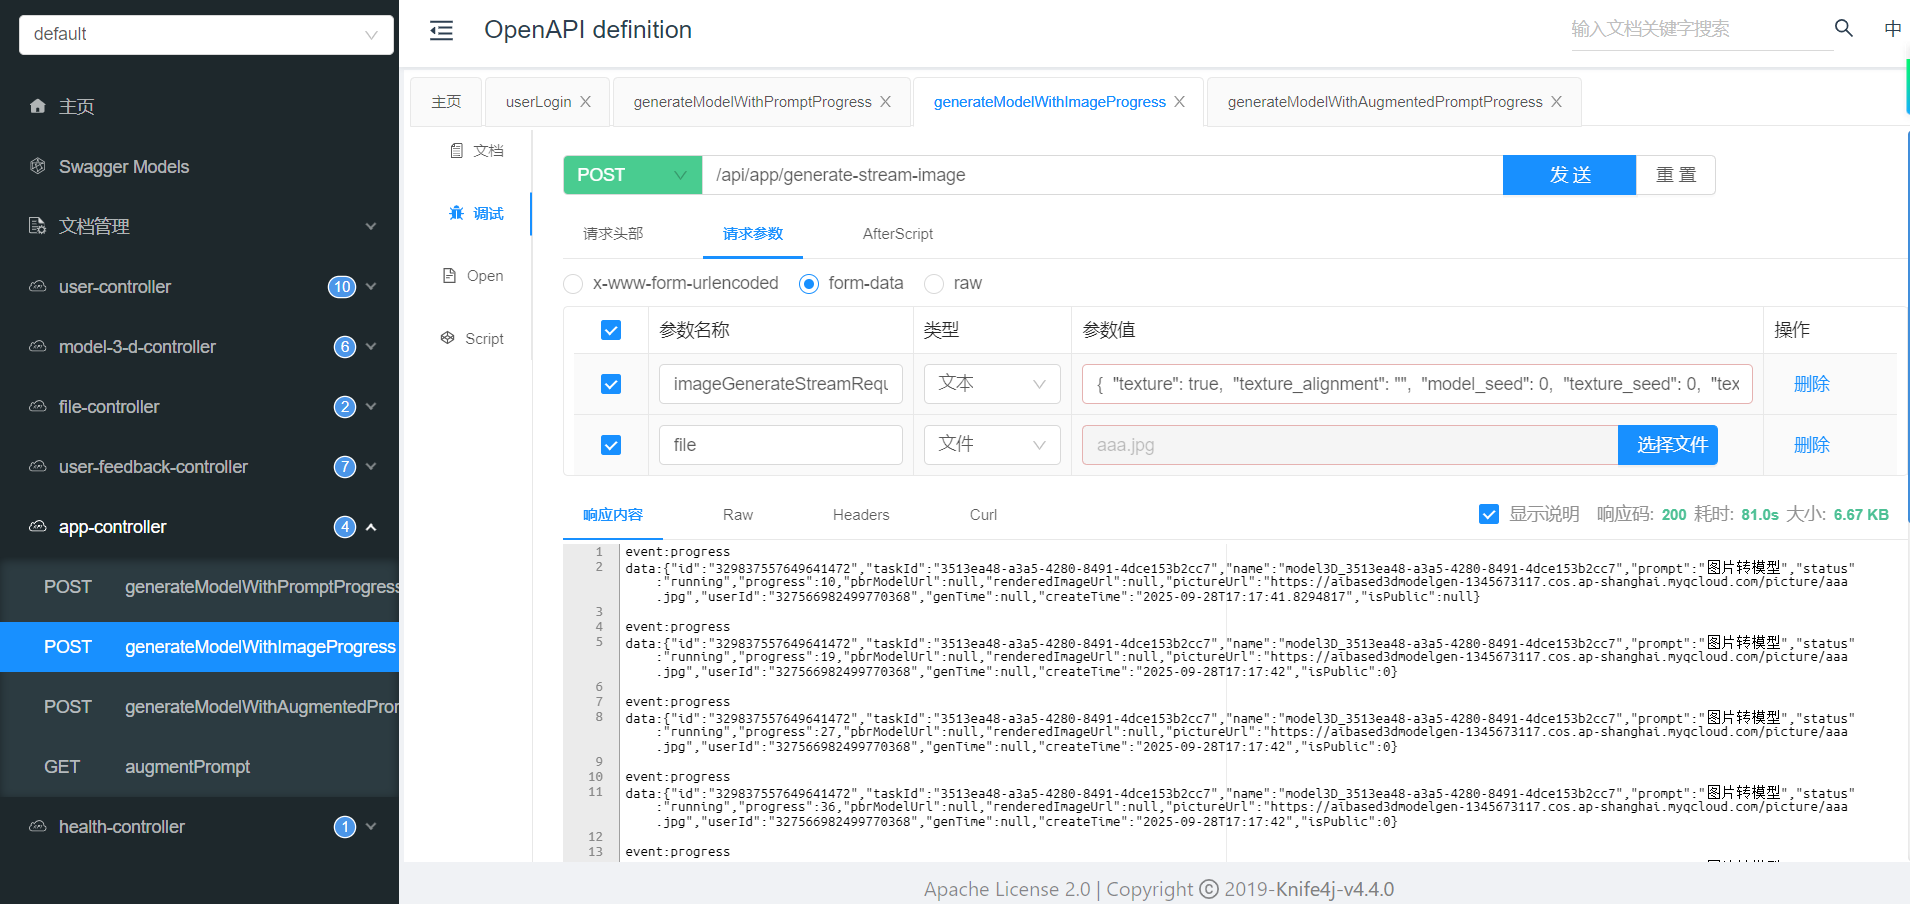 default
主页
Swagger Models
文档管理
user-controller 10
model-3-d-controller 6
file-controller 2
user-feedback-controller 7
app-controller 4
POST generateModelWithPromptProgress
POST generateModelWithImageProgress
POST generateModelWithAugmentedPror
GET augmentPrompt
health-controller 1
OpenAPI definition
输入文档关键字搜索
中
主页 userLogin generateModelWithPromptProgress generateModelWithImageProgress generateModelWithAugmentedPromptProgress
文档
调试
Open
Script
POST /api/app/generate-stream-image 发 送 重 置
请求头部 请求参数 AfterScript
x-www-form-urlencoded form-data raw
参数名称 类型 参数值 操作
imageGenerateStreamRequ 文本 { "texture": true, "texture_alignment": "", "model_seed": 0, "texture_seed": 0, "tex 删除
file 文件 aaa.jpg 选择文件 删除
响应内容 Raw Headers Curl 显示说明 响应码: 200 耗时: 81.0s 大小: 6.67 KB
1 event:progress
2 data:{"id":"329837557649641472","taskId":"3513ea48-a3a5-4280-8491-4dce153b2cc7","name":"model3D_3513ea48-a3a5-4280-8491-4dce153b2cc7","prompt":"图片转模型","status"
:"running","progress":10,"pbrModelUrl":null,"renderedImageUrl":null,"pictureUrl":"https://aibased3dmodelgen-1345673117.cos.ap-shanghai.myqcloud.com/picture/aaa
.jpg","userId":"327566982499770368","genTime":null,"createTime":"2025-09-28T17:17:41.8294817","isPublic":null}
3
4 event:progress
5 data:{"id":"329837557649641472","taskId":"3513ea48-a3a5-4280-8491-4dce153b2cc7","name":"model3D_3513ea48-a3a5-4280-8491-4dce153b2cc7","prompt":"图片转模型","status"
:"running","progress":19,"pbrModelUrl":null,"renderedImageUrl":null,"pictureUrl":"https://aibased3dmodelgen-1345673117.cos.ap-shanghai.myqcloud.com/picture/aaa
.jpg","userId":"327566982499770368","genTime":null,"createTime":"2025-09-28T17:17:42","isPublic":0}
6
7 event:progress
8 data:{"id":"329837557649641472","taskId":"3513ea48-a3a5-4280-8491-4dce153b2cc7","name":"model3D_3513ea48-a3a5-4280-8491-4dce153b2cc7","prompt":"图片转模型","status"
:"running","progress":27,"pbrModelUrl":null,"renderedImageUrl":null,"pictureUrl":"https://aibased3dmodelgen-1345673117.cos.ap-shanghai.myqcloud.com/picture/aaa
.jpg","userId":"327566982499770368","genTime":null,"createTime":"2025-09-28T17:17:42","isPublic":0}
9
10 event:progress
11 data:{"id":"329837557649641472","taskId":"3513ea48-a3a5-4280-8491-4dce153b2cc7","name":"model3D_3513ea48-a3a5-4280-8491-4dce153b2cc7","prompt":"图片转模型","status"
:"running","progress":36,"pbrModelUrl":null,"renderedImageUrl":null,"pictureUrl":"https://aibased3dmodelgen-1345673117.cos.ap-shanghai.myqcloud.com/picture/aaa
.jpg","userId":"327566982499770368","genTime":null,"createTime":"2025-09-28T17:17:42","isPublic":0}
12
13 event:progress
Apache License 2.0 | Copyright © 2019-Knife4j-v4.4.0